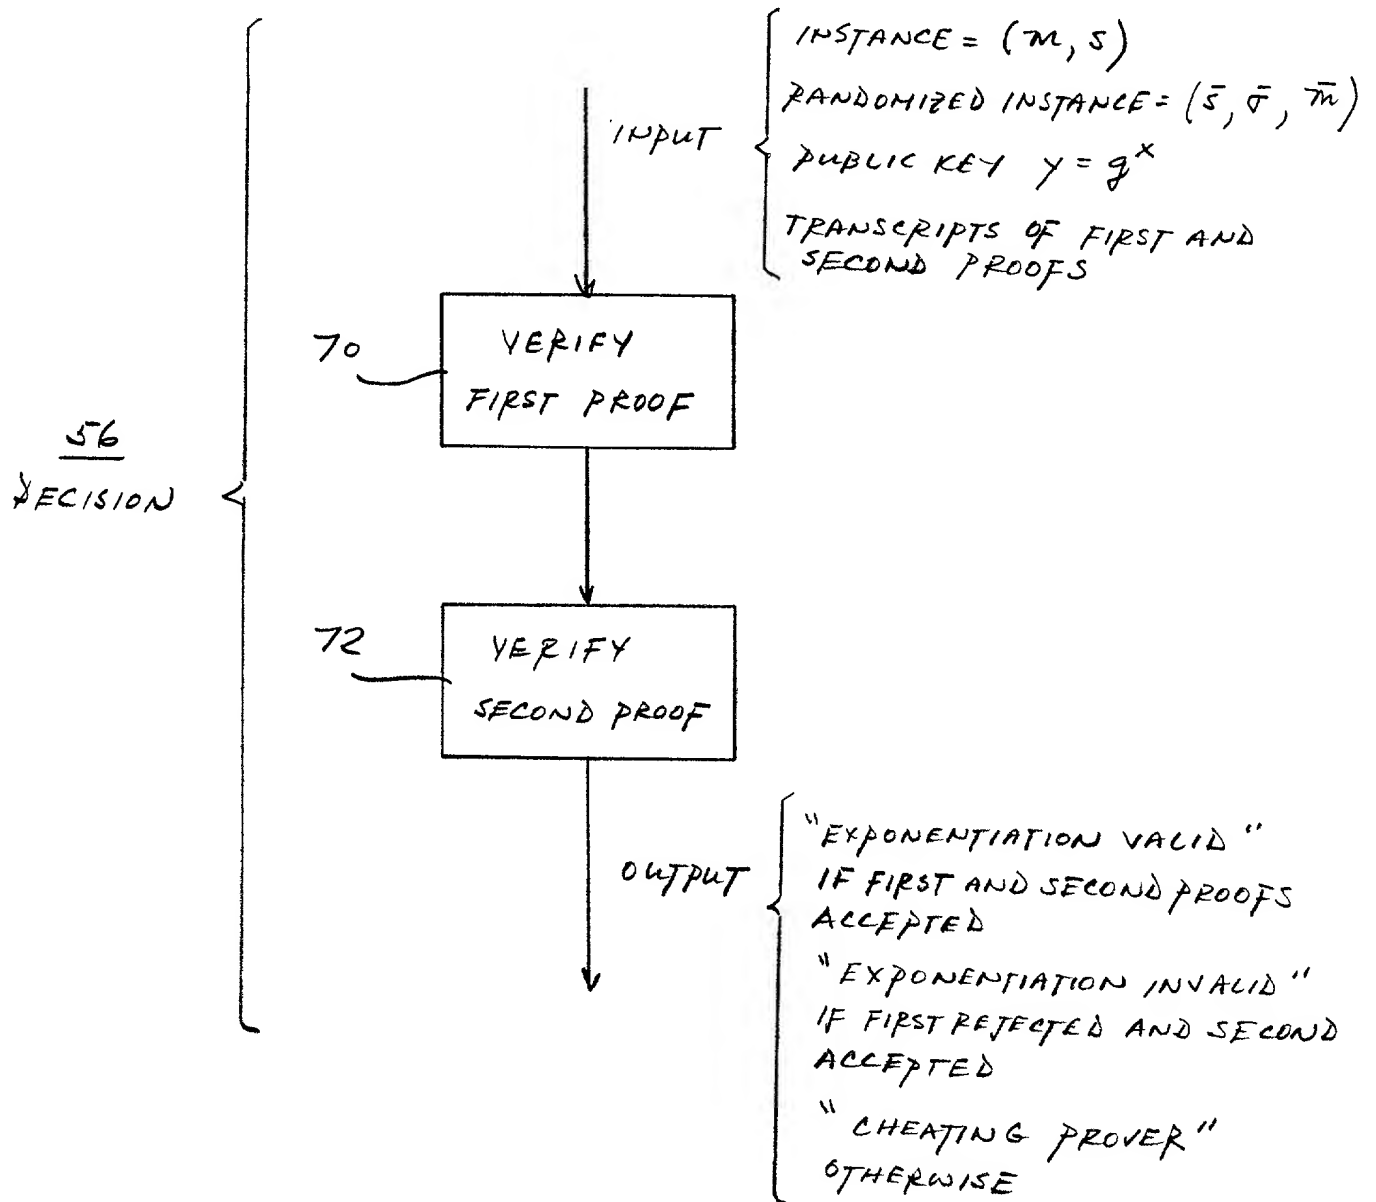 INSTANCE = (m, s)
RANDOMIZED INSTANCE = (s̄, σ̄, m̄)
PUBLIC KEY y = g^x
TRANSCRIPTS OF FIRST AND
SECOND PROOFS
INPUT
70
VERIFY
FIRST PROOF
56
DECISION
72
VERIFY
SECOND PROOF
OUTPUT
"EXPONENTIATION VALID"
IF FIRST AND SECOND PROOFS
ACCEPTED
"EXPONENTIATION INVALID"
IF FIRST REJECTED AND SECOND
ACCEPTED
"CHEATING PROVER"
OTHERWISE